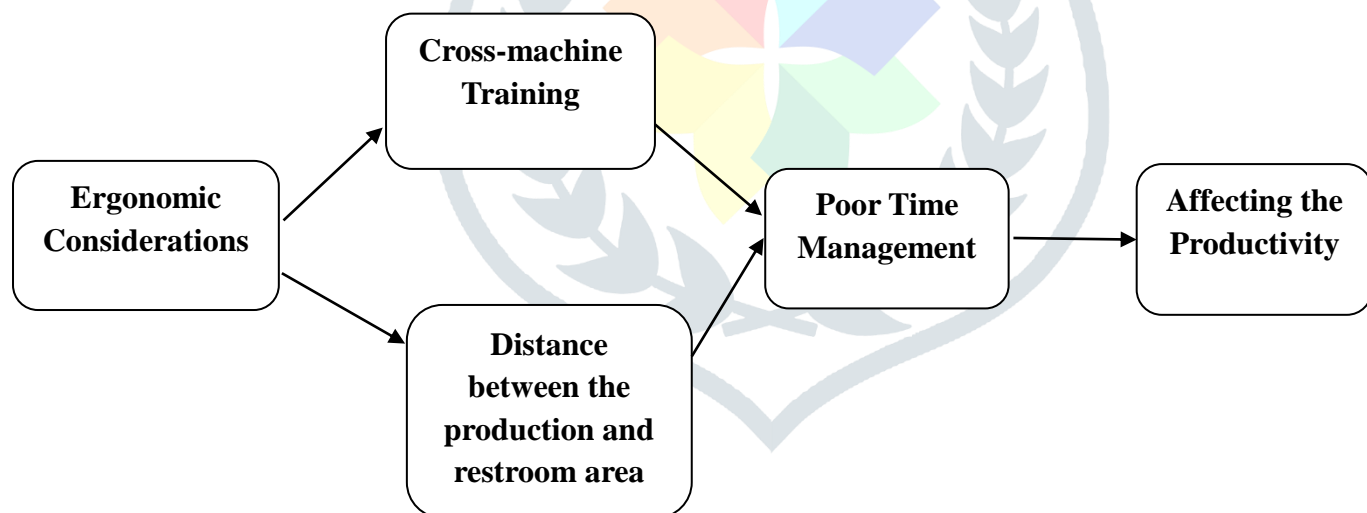 Cross-machine
Training
Ergonomic
Considerations
Poor Time
Management
Affecting the
Productivity
Distance
between the
production and
restroom area